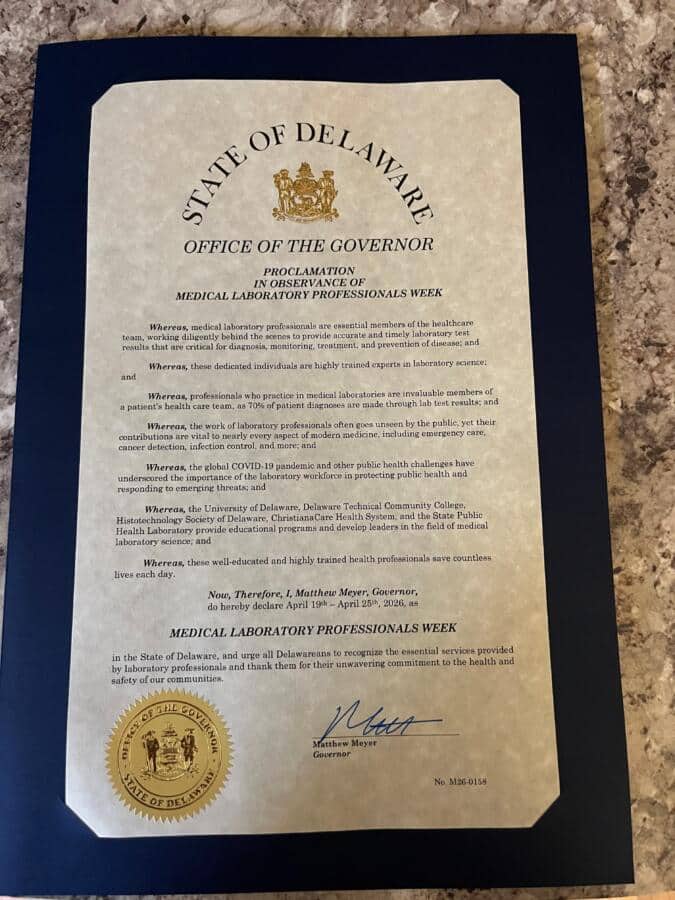 STATE OF DELAWARE
OFFICE OF THE GOVERNOR
PROCLAMATION
IN OBSERVANCE OF
MEDICAL LABORATORY PROFESSIONALS WEEK
Whereas, medical laboratory professionals are essential members of the healthcare
team, working diligently behind the scenes to provide accurate and timely laboratory test
results that are critical for diagnosis, monitoring, treatment, and prevention of disease; and
Whereas, these dedicated individuals are highly trained experts in laboratory science;
and
Whereas, professionals who practice in medical laboratories are invaluable members of
a patient's health care team, as 70% of patient diagnoses are made through lab test results; and
Whereas, the work of laboratory professionals often goes unseen by the public, yet their
contributions are vital to nearly every aspect of modern medicine, including emergency care,
cancer detection, infection control, and more; and
Whereas, the global COVID-19 pandemic and other public health challenges have
underscored the importance of the laboratory workforce in protecting public health and
responding to emerging threats; and
Whereas, the University of Delaware, Delaware Technical Community College,
Histotechnology Society of Delaware, ChristianaCare Health System, and the State Public
Health Laboratory provide educational programs and develop leaders in the field of medical
laboratory science; and
Whereas, these well-educated and highly trained health professionals save countless
lives each day.
Now, Therefore, I, Matthew Meyer, Governor,
do hereby declare April 19th – April 25th, 2026, as
MEDICAL LABORATORY PROFESSIONALS WEEK
in the State of Delaware, and urge all Delawareans to recognize the essential services provided
by laboratory professionals and thank them for their unwavering commitment to the health and
safety of our communities.
Matthew Meyer
Governor
No. M26-0158
OFFICE OF THE GOVERNOR
STATE OF DELAWARE